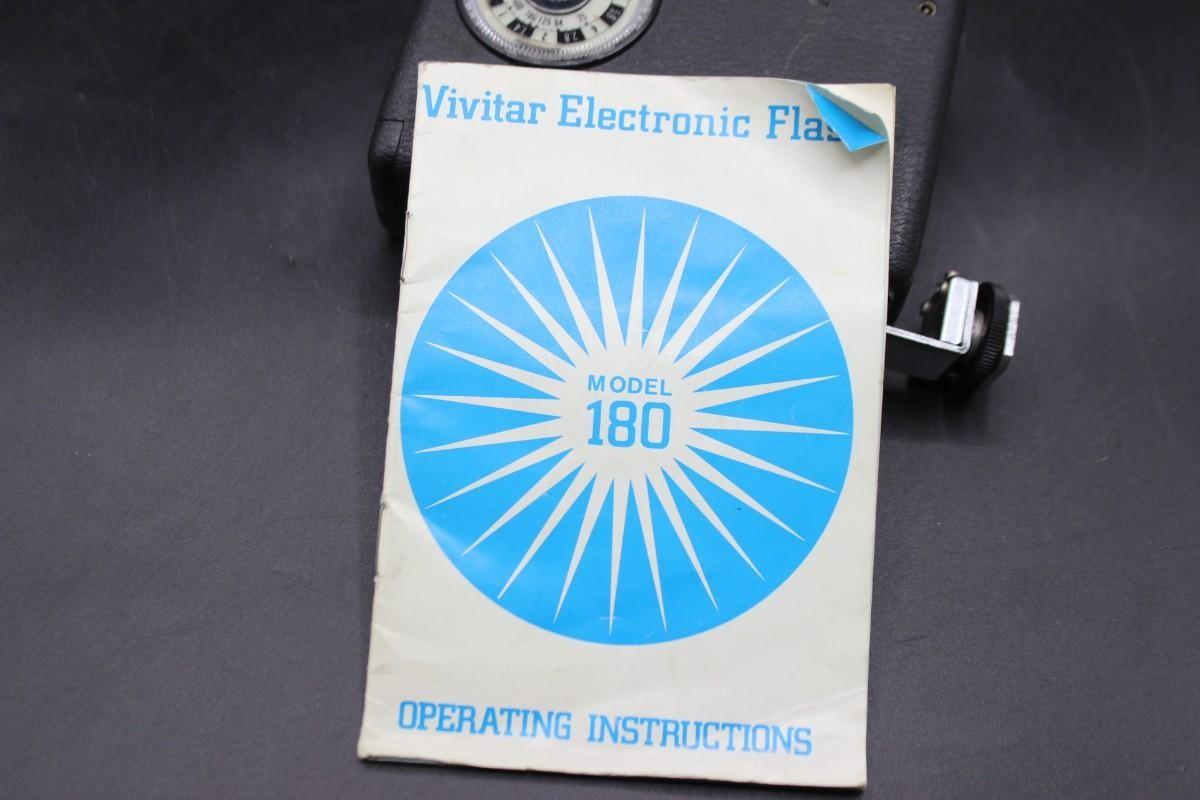 Vivitar Electronic Flas
MODEL
180
OPERATING INSTRUCTIONS